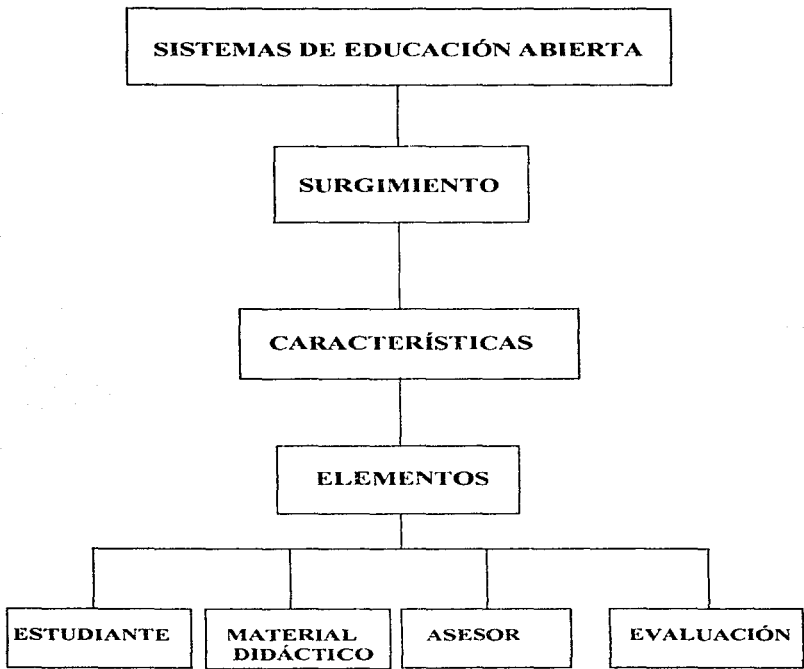 SISTEMAS DE EDUCACIÓN ABIERTA
SURGIMIENTO
CARACTERÍSTICAS
ELEMENTOS
ESTUDIANTE
MATERIAL
DIDÁCTICO
ASESOR
EVALUACIÓN